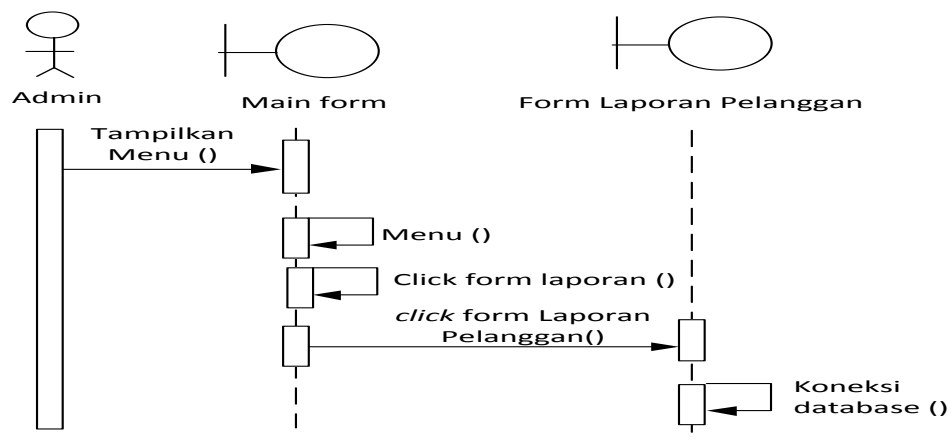 Admin
Main form
Form Laporan Pelanggan
Tampilkan
Menu ()
Menu ()
Click form laporan ()
click form Laporan
Pelanggan()
Koneksi
database ()